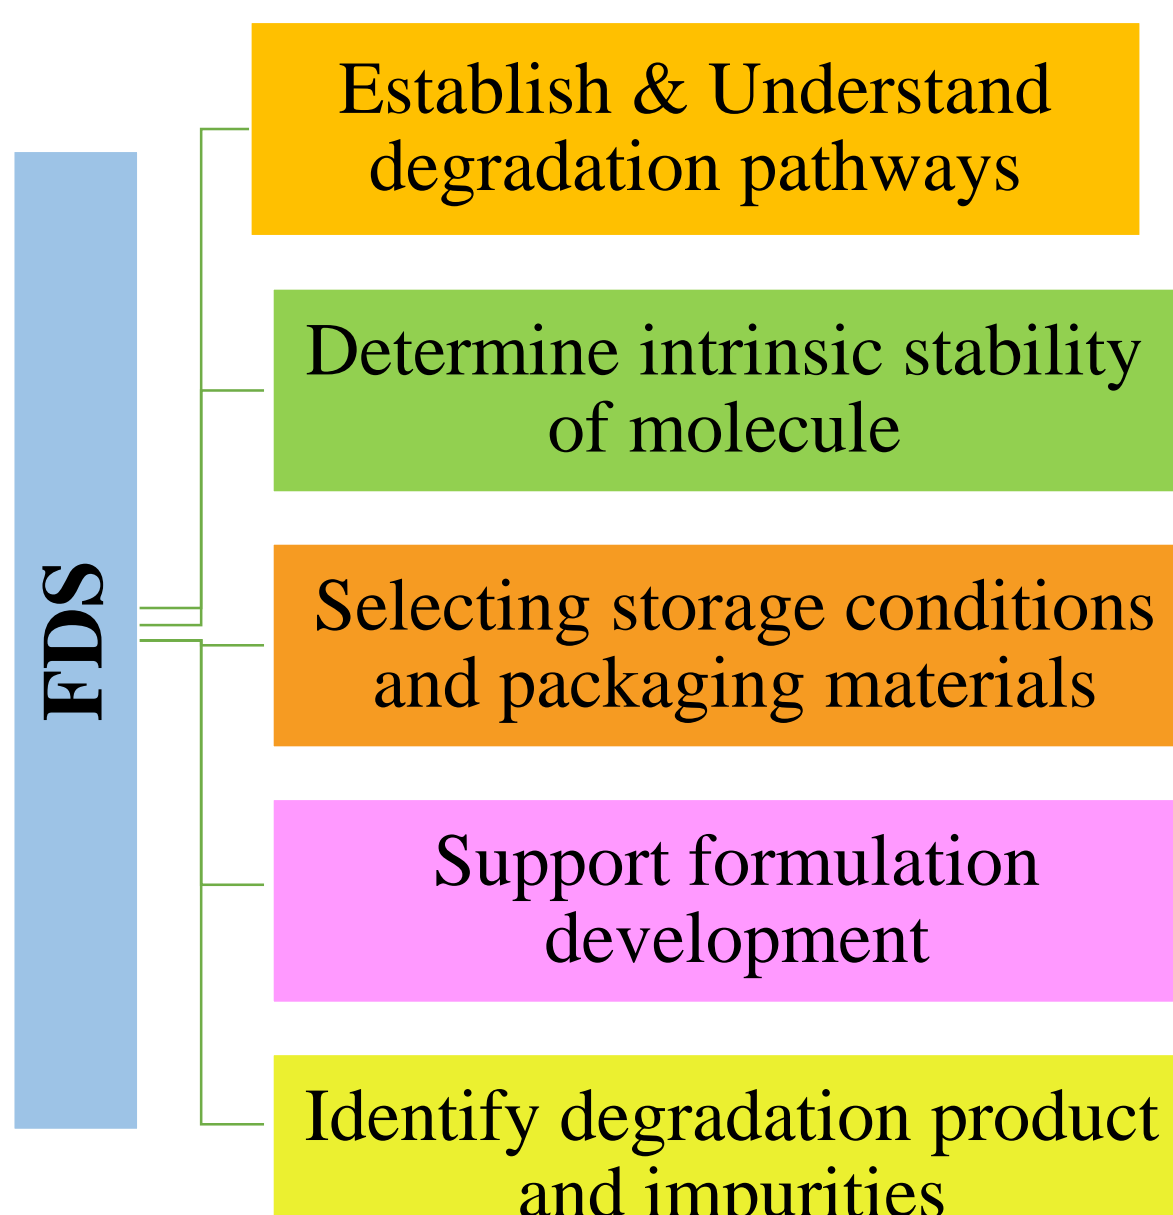 FDS
Establish & Understand
degradation pathways
Determine intrinsic stability
of molecule
Selecting storage conditions
and packaging materials
Support formulation
development
Identify degradation product
and impurities